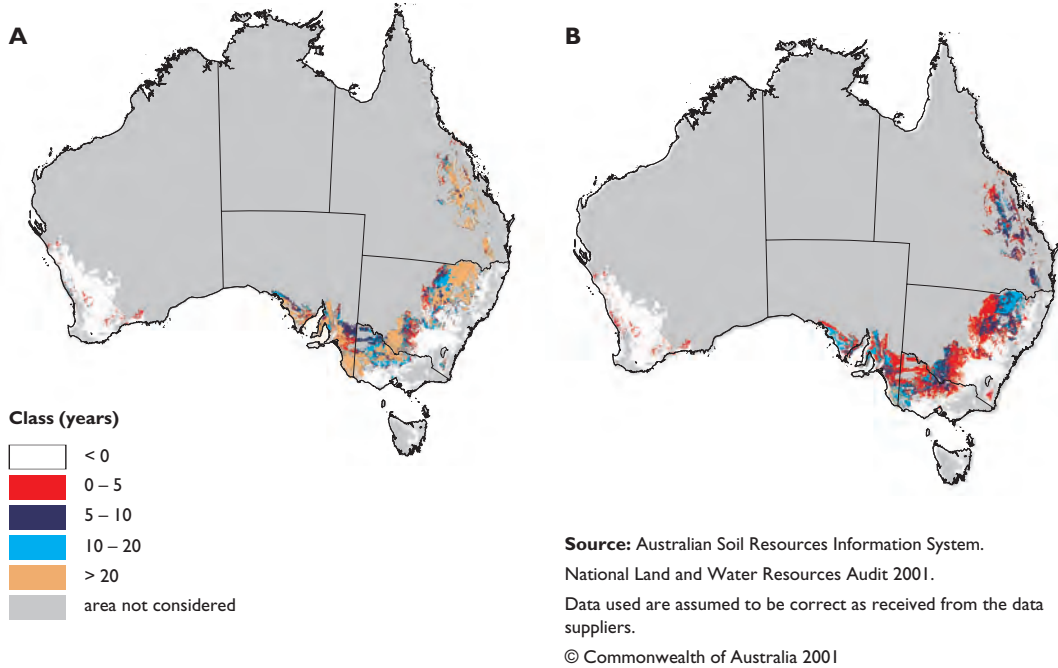 A
B
Class (years)
< 0
0 – 5
5 – 10
10 – 20
> 20
area not considered
Source: Australian Soil Resources Information System.
National Land and Water Resources Audit 2001.
Data used are assumed to be correct as received from the data
suppliers.
© Commonwealth of Australia 2001